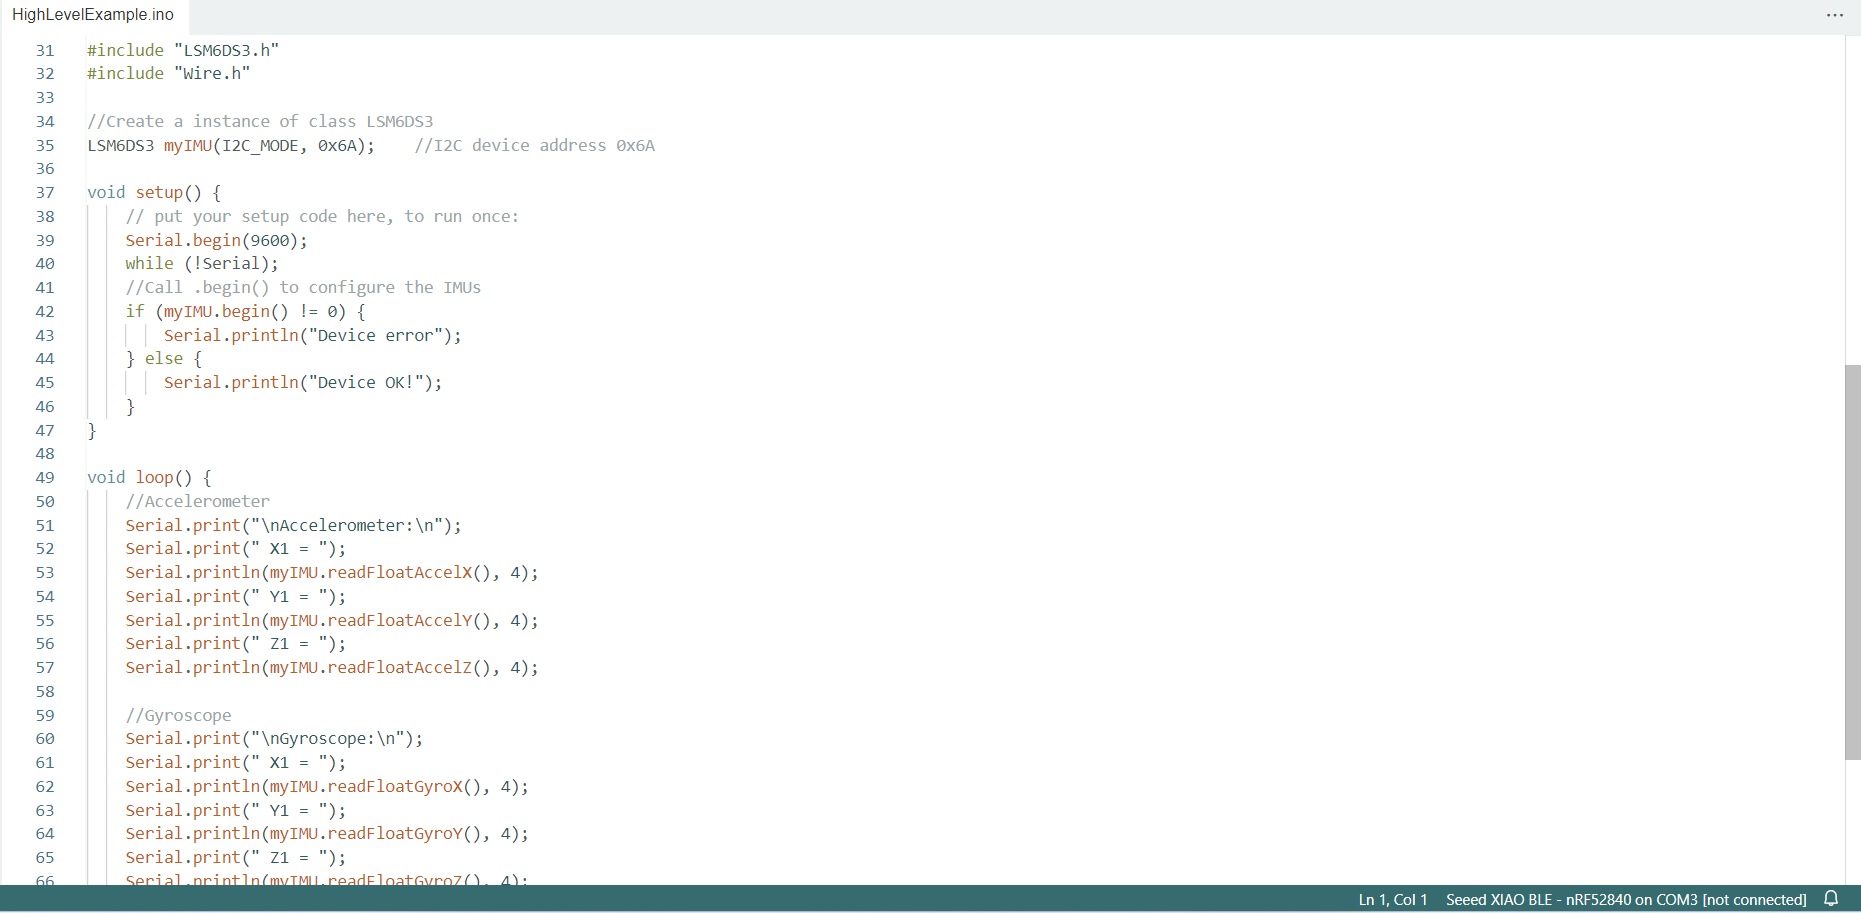 HighLevelExample.ino
31 #include "LSM6DS3.h"
32 #include "Wire.h"
33
34 //Create a instance of class LSM6DS3
35 LSM6DS3 myIMU(I2C_MODE, 0x6A);    //I2C device address 0x6A
36
37 void setup() {
38     // put your setup code here, to run once:
39     Serial.begin(9600);
40     while (!Serial);
41     //Call .begin() to configure the IMUs
42     if (myIMU.begin() != 0) {
43         Serial.println("Device error");
44     } else {
45         Serial.println("Device OK!");
46     }
47 }
48
49 void loop() {
50     //Accelerometer
51     Serial.print("\nAccelerometer:\n");
52     Serial.print(" X1 = ");
53     Serial.println(myIMU.readFloatAccelX(), 4);
54     Serial.print(" Y1 = ");
55     Serial.println(myIMU.readFloatAccelY(), 4);
56     Serial.print(" Z1 = ");
57     Serial.println(myIMU.readFloatAccelZ(), 4);
58
59     //Gyroscope
60     Serial.print("\nGyroscope:\n");
61     Serial.print(" X1 = ");
62     Serial.println(myIMU.readFloatGyroX(), 4);
63     Serial.print(" Y1 = ");
64     Serial.println(myIMU.readFloatGyroY(), 4);
65     Serial.print(" Z1 = ");
66     Serial.println(myIMU.readFloatGyroZ(), 4);
Ln 1, Col 1 Seeed XIAO BLE - nRF52840 on COM3 [not connected]